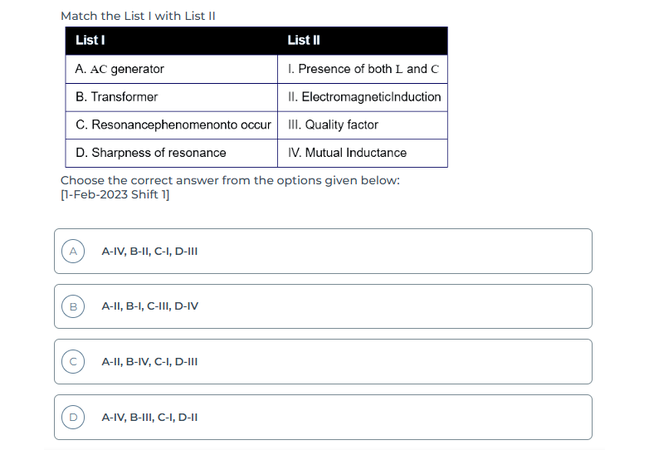 Match the List I with List II
List I List II
A. AC generator I. Presence of both L and C
B. Transformer II. ElectromagneticInduction
C. Resonancephenomenonto occur III. Quality factor
D. Sharpness of resonance IV. Mutual Inductance
Choose the correct answer from the options given below:
[1-Feb-2023 Shift 1]
A A-IV, B-II, C-I, D-III
B A-II, B-I, C-III, D-IV
C A-II, B-IV, C-I, D-III
D A-IV, B-III, C-I, D-II